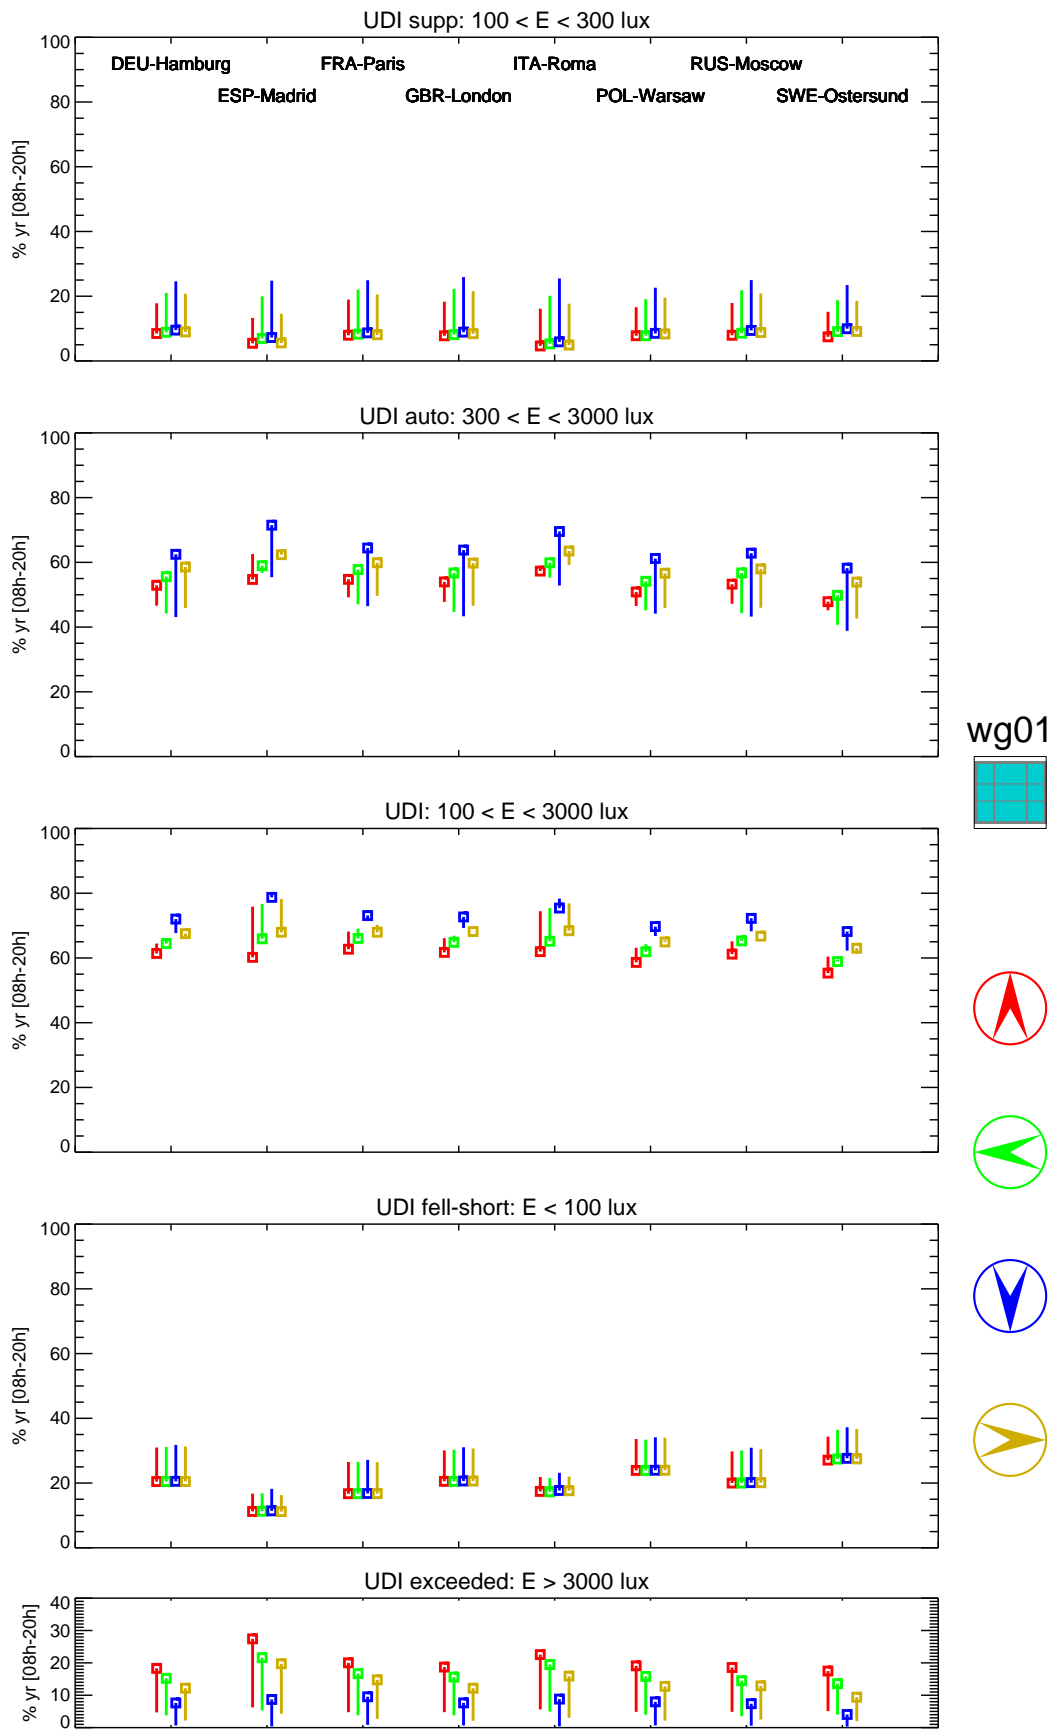 UDI supp: 100 < E < 300 lux
100
80
60
40
20
0
% yr [08h-20h]
DEU-Hamburg
FRA-Paris
ITA-Roma
RUS-Moscow
ESP-Madrid
GBR-London
POL-Warsaw
SWE-Ostersund
UDI auto: 300 < E < 3000 lux
100
80
60
40
20
0
% yr [08h-20h]
wg01
UDI: 100 < E < 3000 lux
100
80
60
40
20
0
% yr [08h-20h]
UDI fell-short: E < 100 lux
100
80
60
40
20
0
% yr [08h-20h]
UDI exceeded: E > 3000 lux
40
30
20
10
0
% yr [08h-20h]